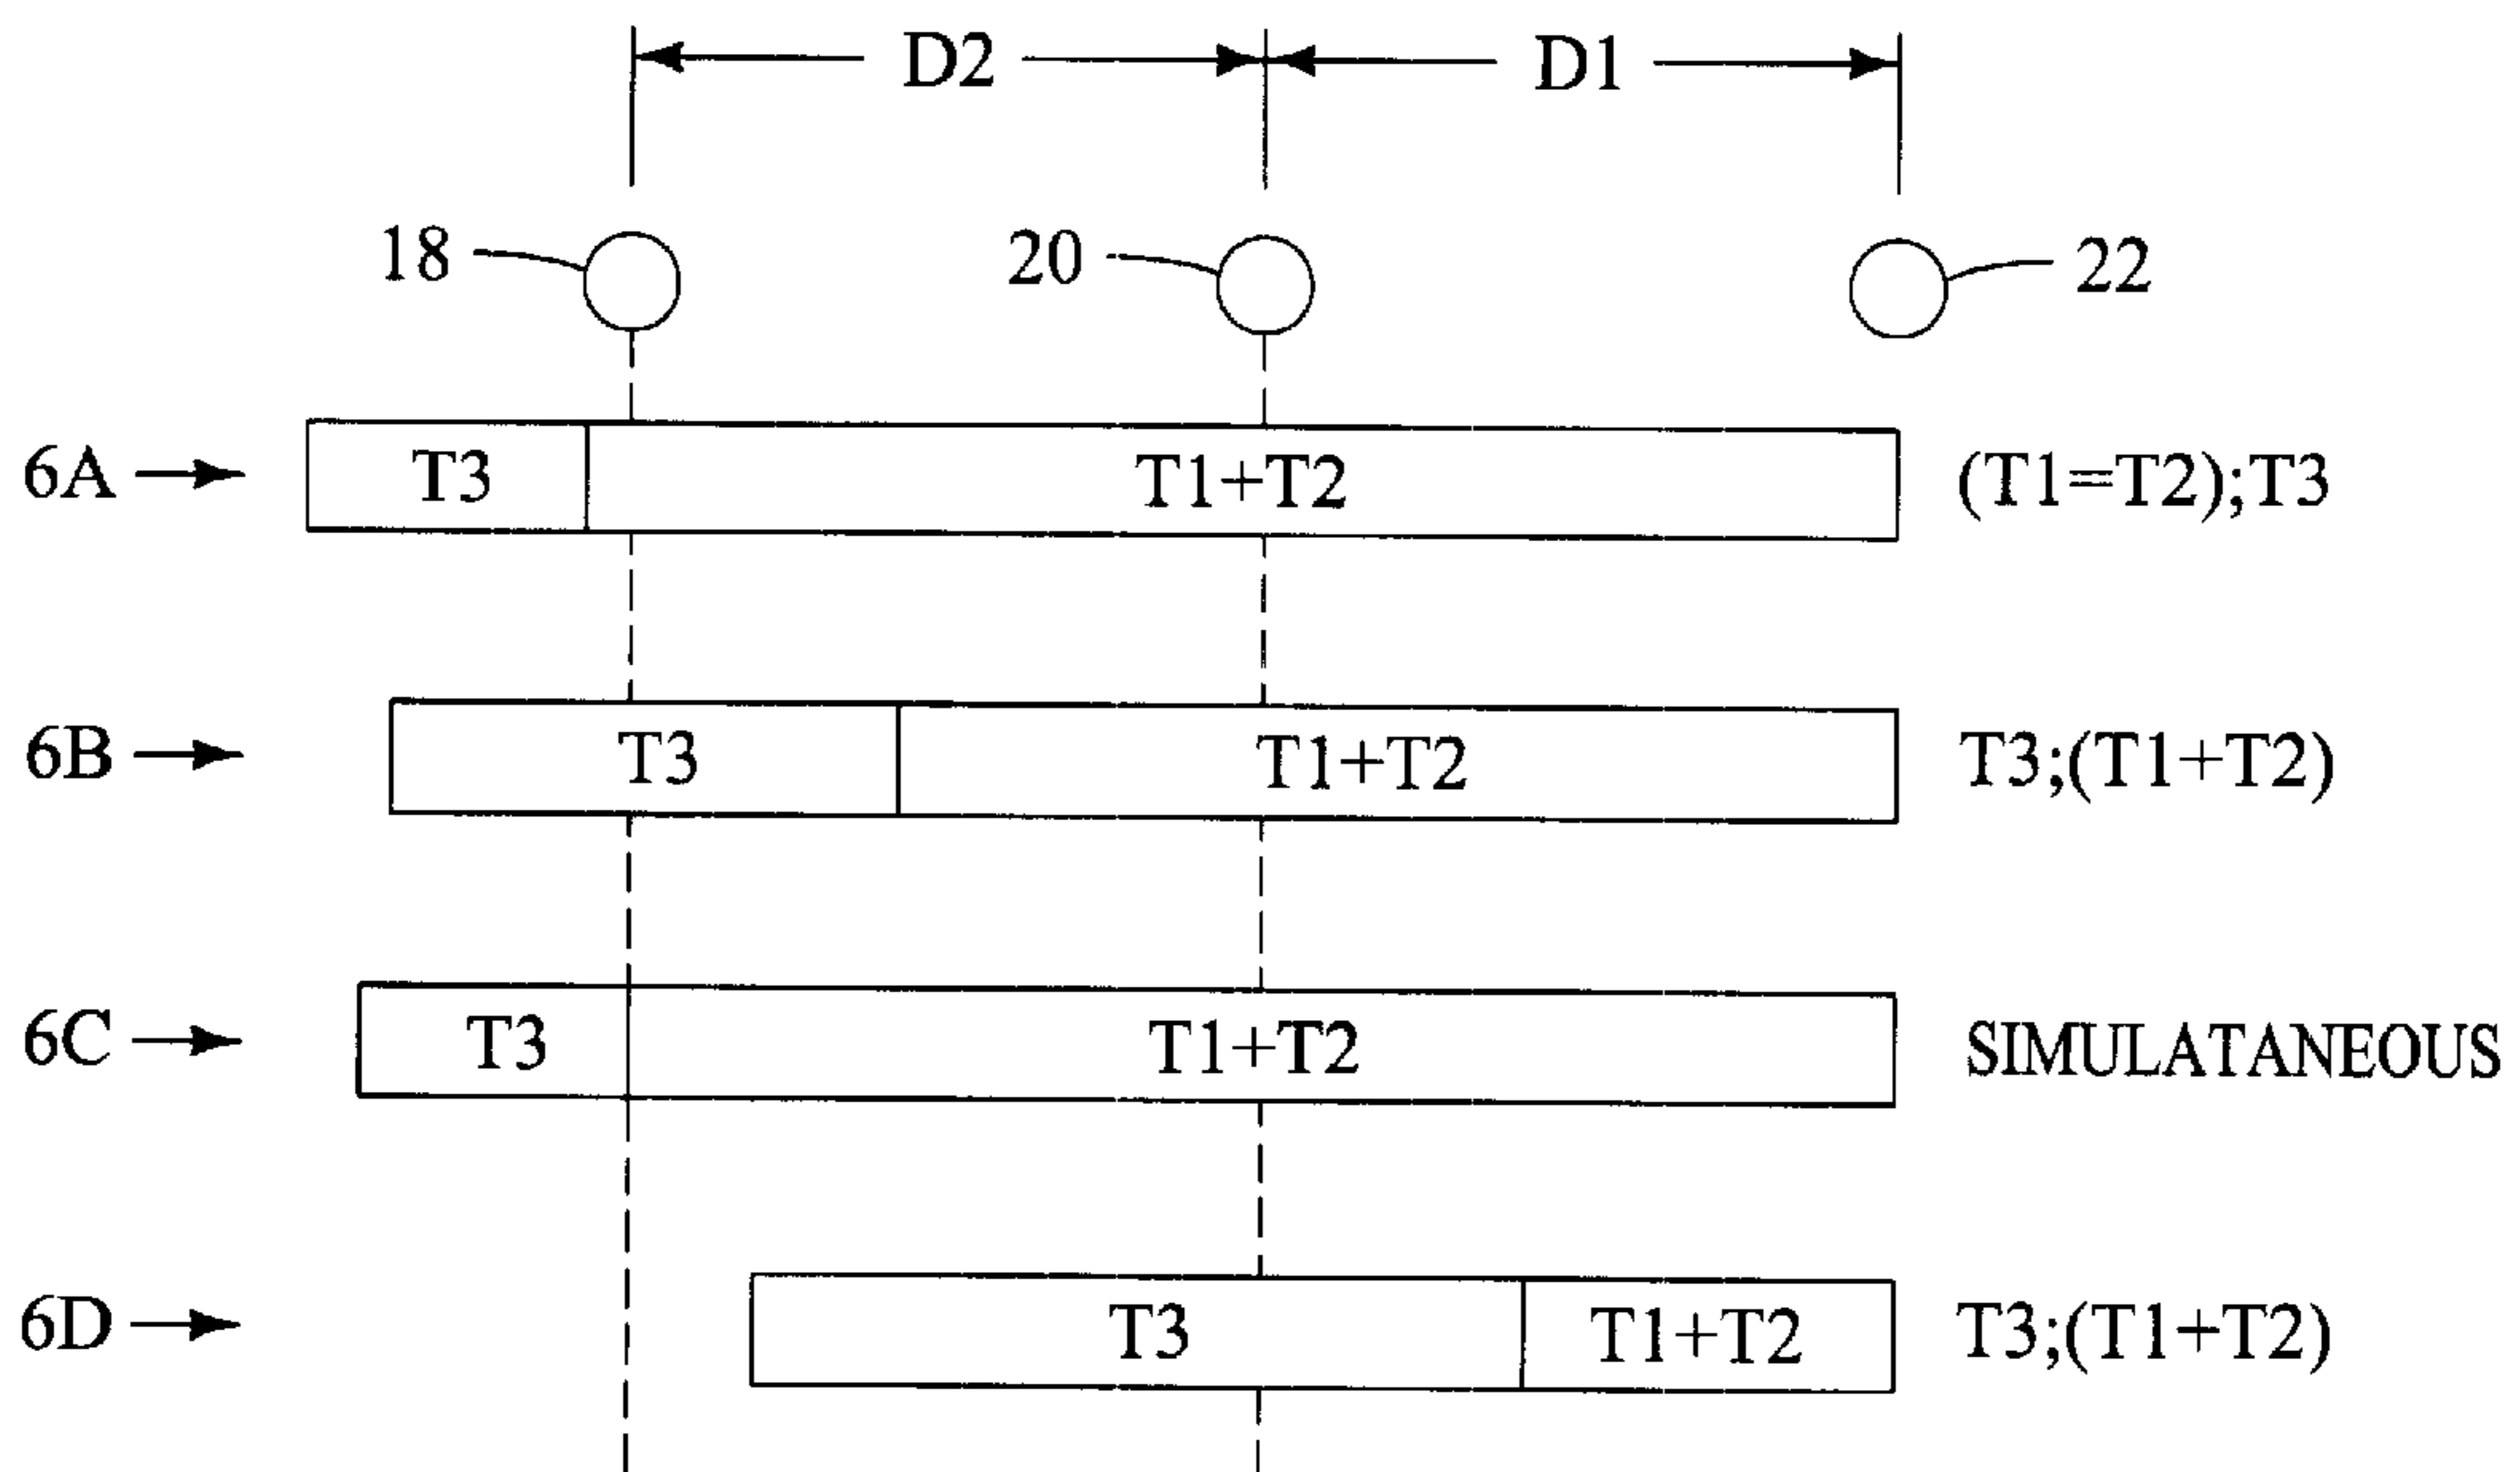 D2 D1
18 20 22
6A T3 T1+T2 (T1=T2);T3
6B T3 T1+T2 T3;(T1+T2)
6C T3 T1+T2 SIMULATANEOUS
6D T3 T1+T2 T3;(T1+T2)